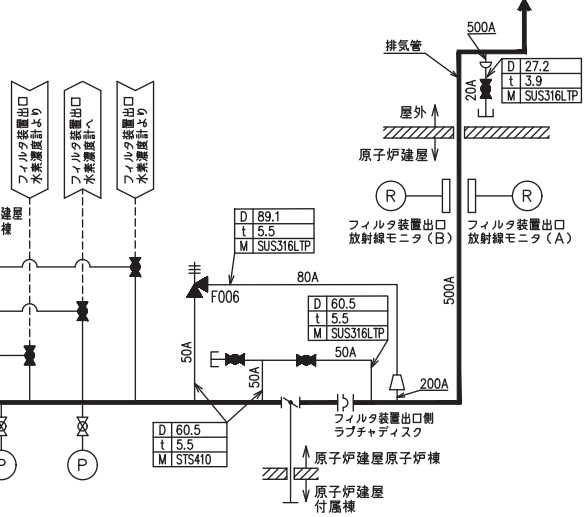 500A
排気管
D 27.2
t 3.9
M SUS316LTP
20A
フィルタ装置出口
水素濃度計より
フィルタ装置出口
水素濃度計へ
フィルタ装置出口
水素濃度計より
屋外
原子炉建屋
R
R
建屋
棟
フィルタ装置出口
放射線モニタ(B)
フィルタ装置出口
放射線モニタ(A)
D 89.1
t 5.5
M SUS316LTP
80A
F006
500A
D 60.5
t 5.5
M SUS316LTP
50A
50A
50A
200A
フィルタ装置出口側
ラプチャディスク
D 60.5
t 5.5
M STS410
P
P
原子炉建屋原子炉棟
原子炉建屋
付属棟